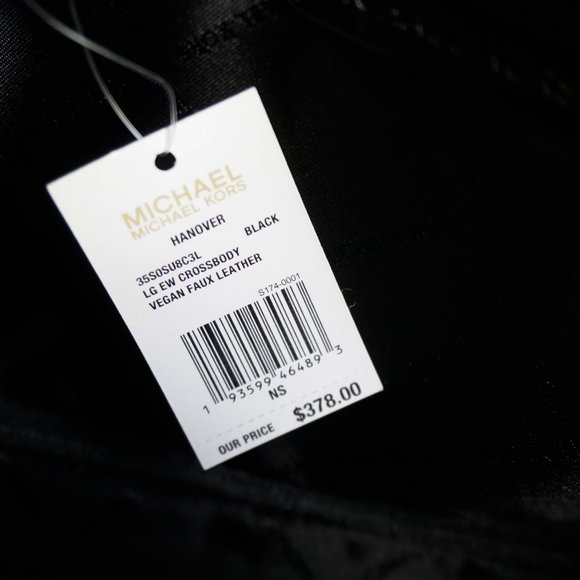 MICHAEL
MICHAEL KORS
HANOVER
35S0SU8C3L BLACK
LG EW CROSSBODY
VEGAN FAUX LEATHER
S174-0001
1 93599 46489 3
NS
OUR PRICE $378.00